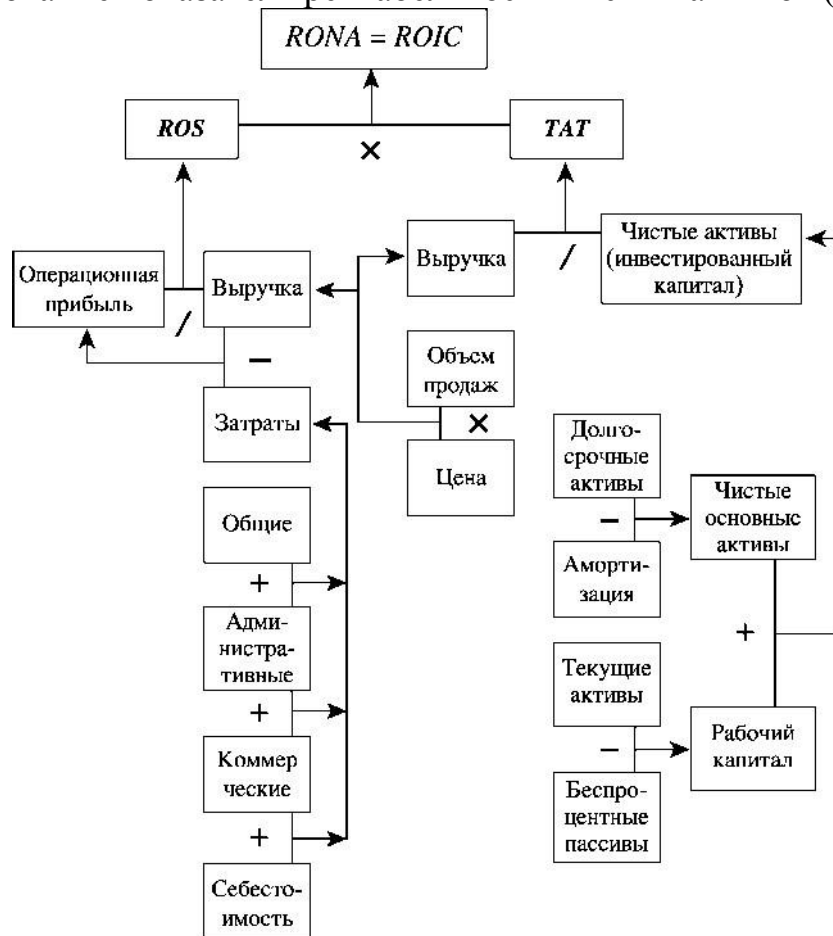 RONA = ROIC
ROS
TAT
×
Операционная
прибыль
/
Выручка
Выручка
/
Чистые активы
(инвестированный
капитал)
–
Объем
продаж
×
Цена
Затраты
Общие
+
Админи-
нистра-
тивные
+
Коммер
ческие
+
Себесто-
имость
Долго-
срочные
активы
–
Аморти-
зация
Чистые
основные
активы
+
Текущие
активы
–
Беспро-
центные
пассивы
Рабочий
капитал